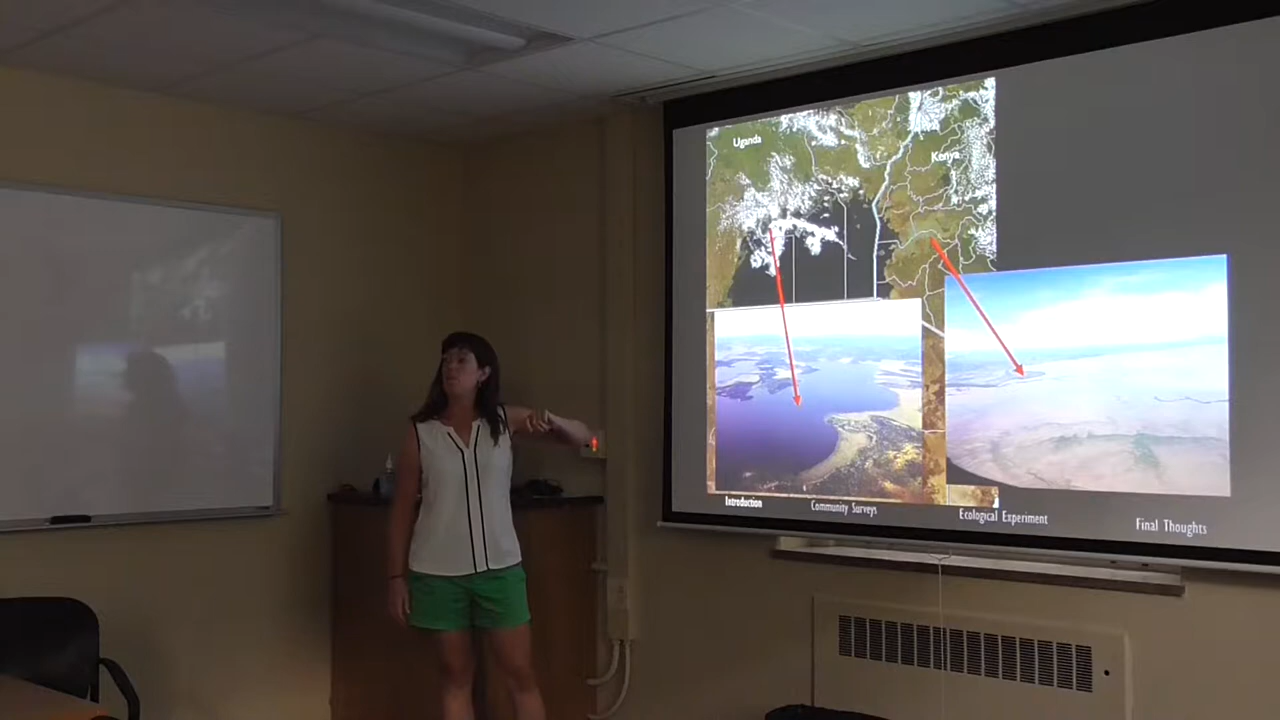 Uganda
Kenya
Introduction
Community Surveys
Ecological Experiment
Final Thoughts